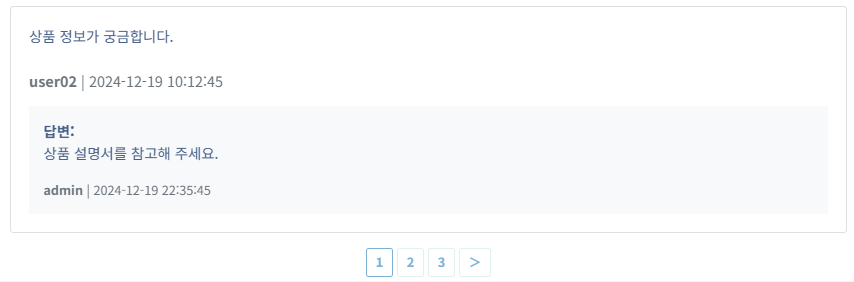 상품 정보가 궁금합니다.
user02 | 2024-12-19 10:12:45
답변:
상품 설명서를 참고해 주세요.
admin | 2024-12-19 22:35:45
1 2 3 >